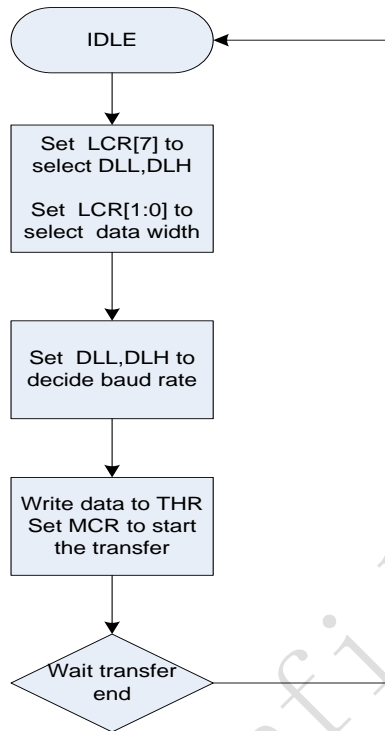 IDLE
Set LCR[7] to
select DLL,DLH
Set LCR[1:0] to
select data width
Set DLL,DLH to
decide baud rate
Write data to THR
Set MCR to start
the transfer
Wait transfer
end